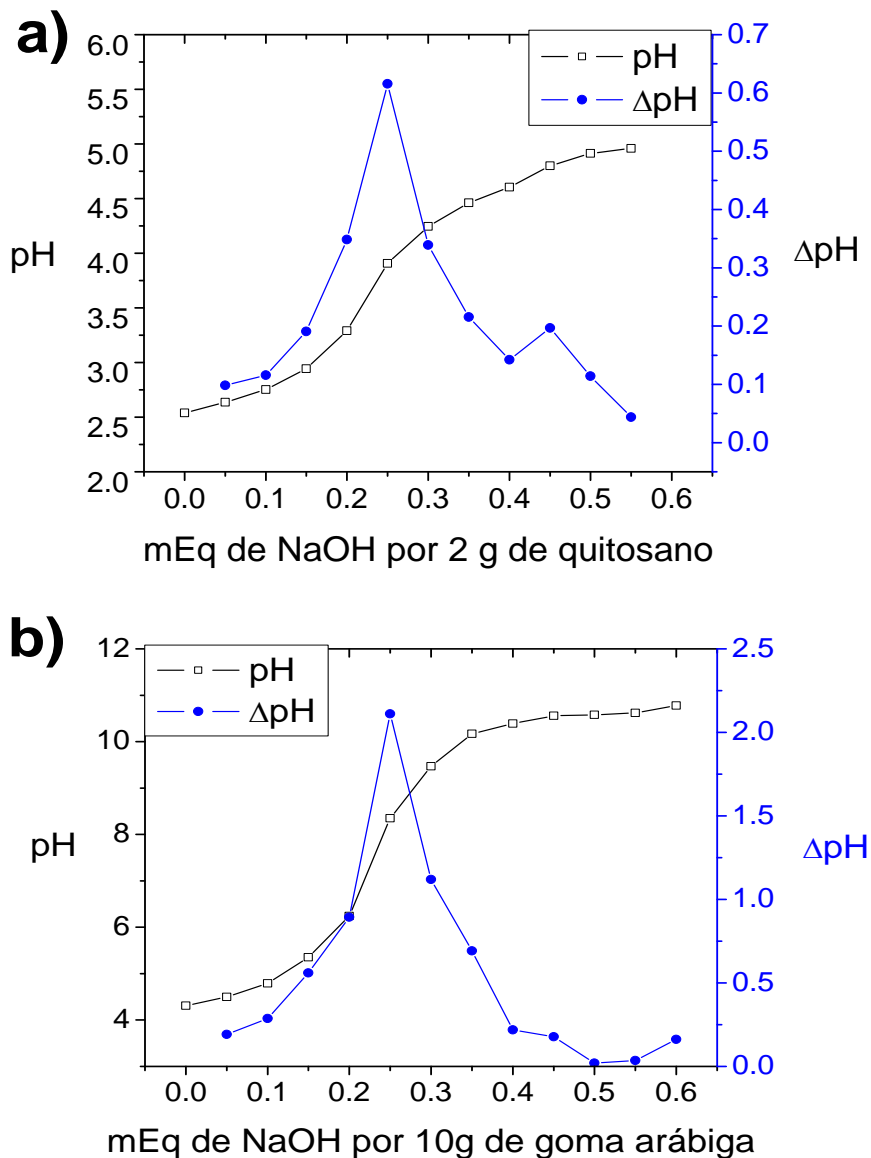 a)
6.0
5.5
5.0
4.5
4.0
3.5
3.0
2.5
2.0
pH
0.7
0.6
0.5
0.4
0.3
0.2
0.1
0.0
ΔpH
pH
ΔpH
0.0 0.1 0.2 0.3 0.4 0.5 0.6
mEq de NaOH por 2 g de quitosano
b)
12
10
8
6
4
pH
2.5
2.0
1.5
1.0
0.5
0.0
ΔpH
pH
ΔpH
0.0 0.1 0.2 0.3 0.4 0.5 0.6
mEq de NaOH por 10g de goma arábiga